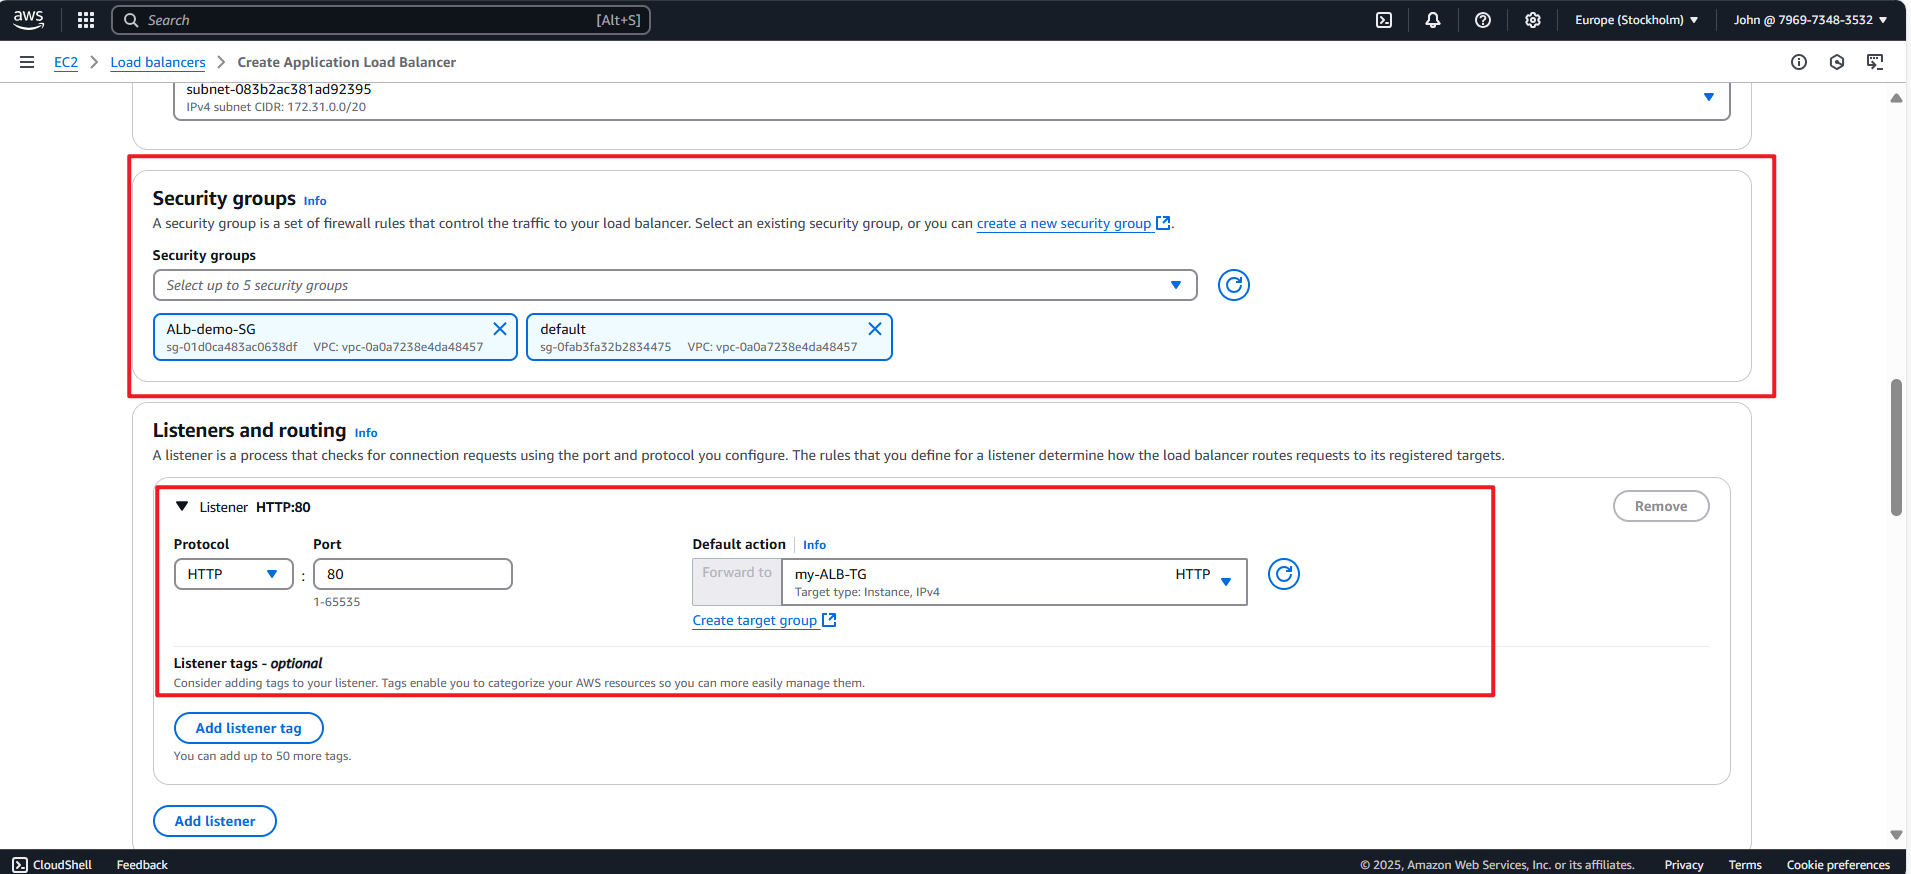 aws
Search [Alt+S]
Europe (Stockholm)
John @ 7969-7348-3532
EC2
Load balancers
Create Application Load Balancer
subnet-083b2ac381ad92395
IPv4 subnet CIDR: 172.31.0.0/20
Security groups Info
A security group is a set of firewall rules that control the traffic to your load balancer. Select an existing security group, or you can create a new security group.
Security groups
Select up to 5 security groups
ALb-demo-SG
sg-01d0ca483ac0638df VPC: vpc-0a0a7238e4da48457
default
sg-0fab3fa32b2834475 VPC: vpc-0a0a7238e4da48457
Listeners and routing Info
A listener is a process that checks for connection requests using the port and protocol you configure. The rules that you define for a listener determine how the load balancer routes requests to its registered targets.
Listener HTTP:80
Remove
Protocol
Port
Default action Info
HTTP
:
80
1-65535
Forward to
my-ALB-TG
HTTP
Target type: Instance, IPv4
Create target group
Listener tags - optional
Consider adding tags to your listener. Tags enable you to categorize your AWS resources so you can more easily manage them.
Add listener tag
You can add up to 50 more tags.
Add listener
CloudShell
Feedback
© 2025, Amazon Web Services, Inc. or its affiliates.
Privacy
Terms
Cookie preferences